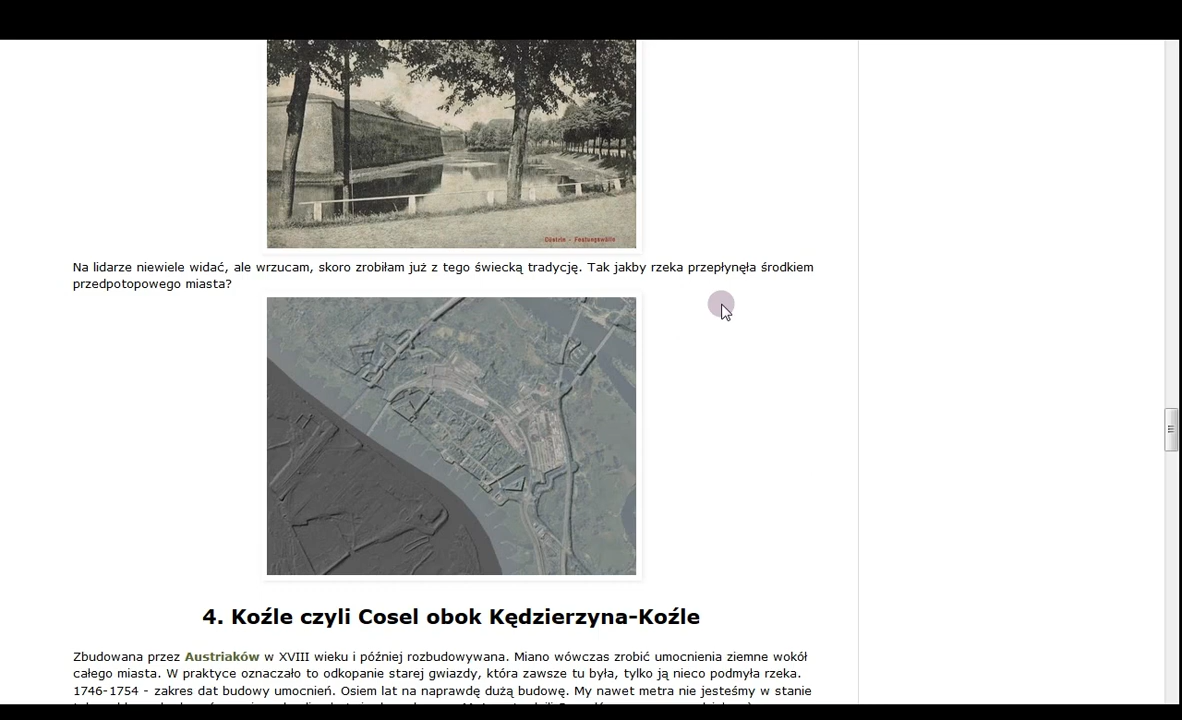 Cüstrin - Festungswälle
Na lidarze niewiele widać, ale wrzucam, skoro zrobiłam już z tego świecką tradycję. Tak jakby rzeka przepłynęła środkiem
przedpotopowego miasta?
4. Koźle czyli Cosel obok Kędzierzyna-Koźle
Zbudowana przez Austriaków w XVIII wieku i później rozbudowywana. Miano wówczas zrobić umocnienia ziemne wokół
całego miasta. W praktyce oznaczało to odkopanie starej gwiazdy, która zawsze tu była, tylko ją nieco podmyła rzeka.
1746-1754 - zakres dat budowy umocnień. Osiem lat na naprawdę dużą budowę. My nawet metra nie jesteśmy w stanie